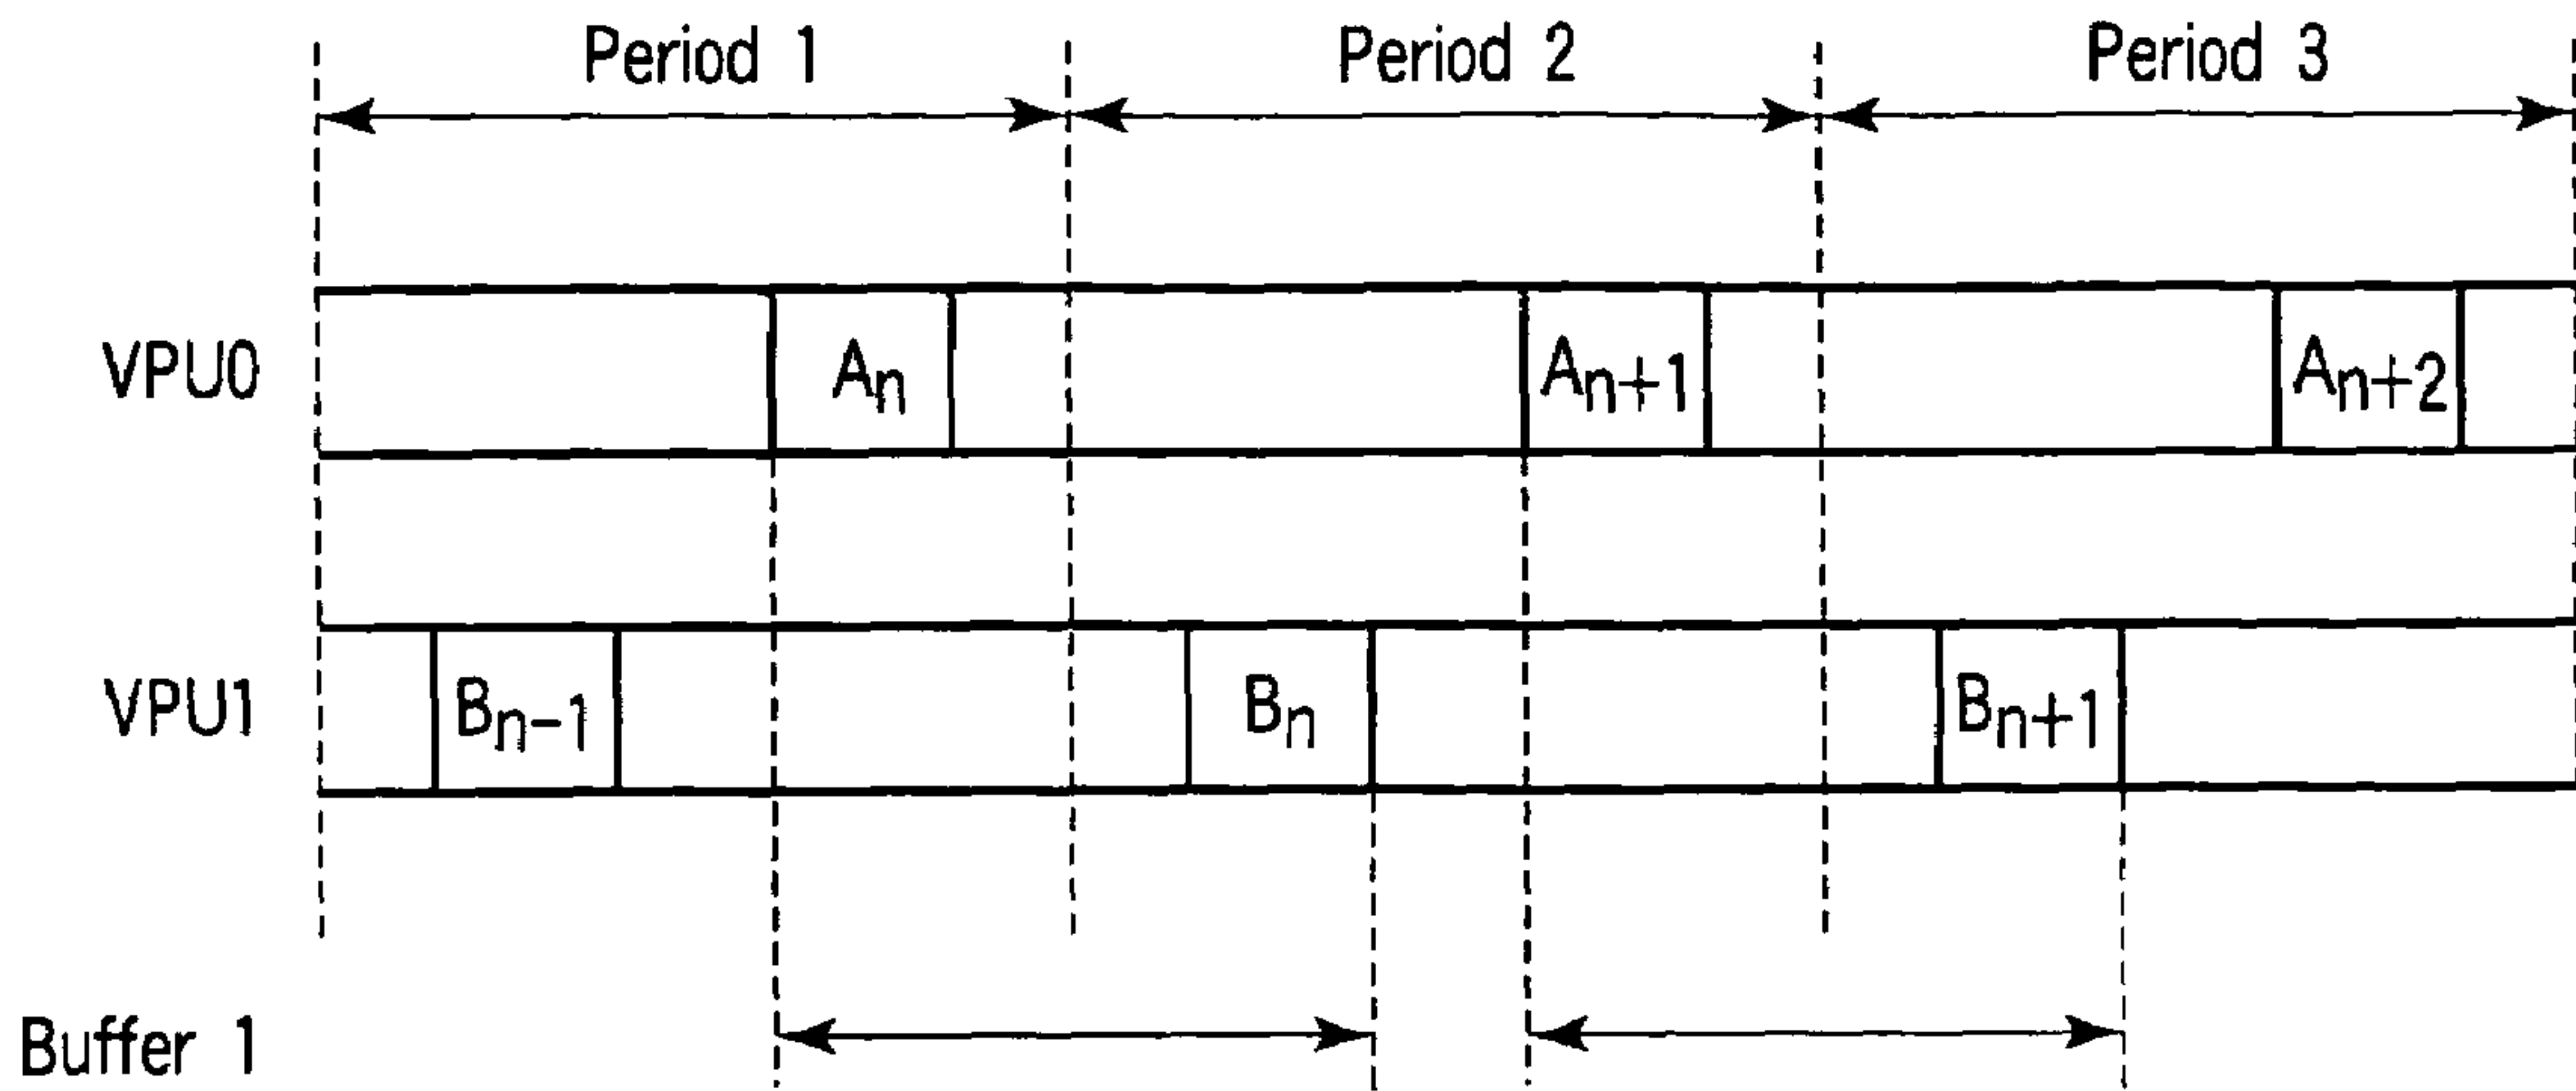 Period 1 Period 2 Period 3
VPU0 Aₙ Aₙ₊₁ Aₙ₊₂
VPU1 Bₙ₋₁ Bₙ Bₙ₊₁
Buffer 1